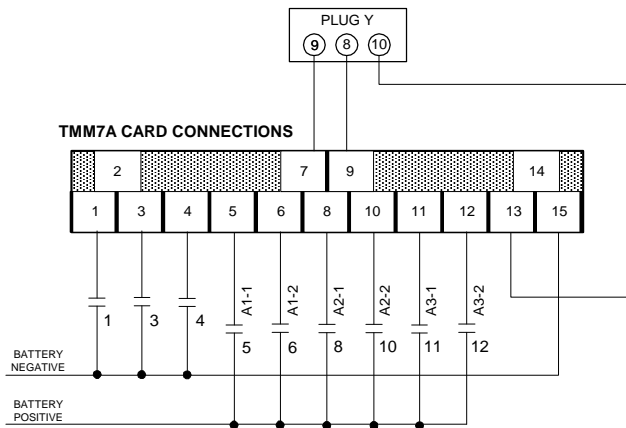 PLUG Y
9 8 10
TMM7A CARD CONNECTIONS
2 7 9 14
1 3 4 5 6 8 10 11 12 13 15
A1-1 A1-2 A2-1 A2-2 A3-1 A3-2
1 3 4 5 6 8 10 11 12
BATTERY
NEGATIVE
BATTERY
POSITIVE